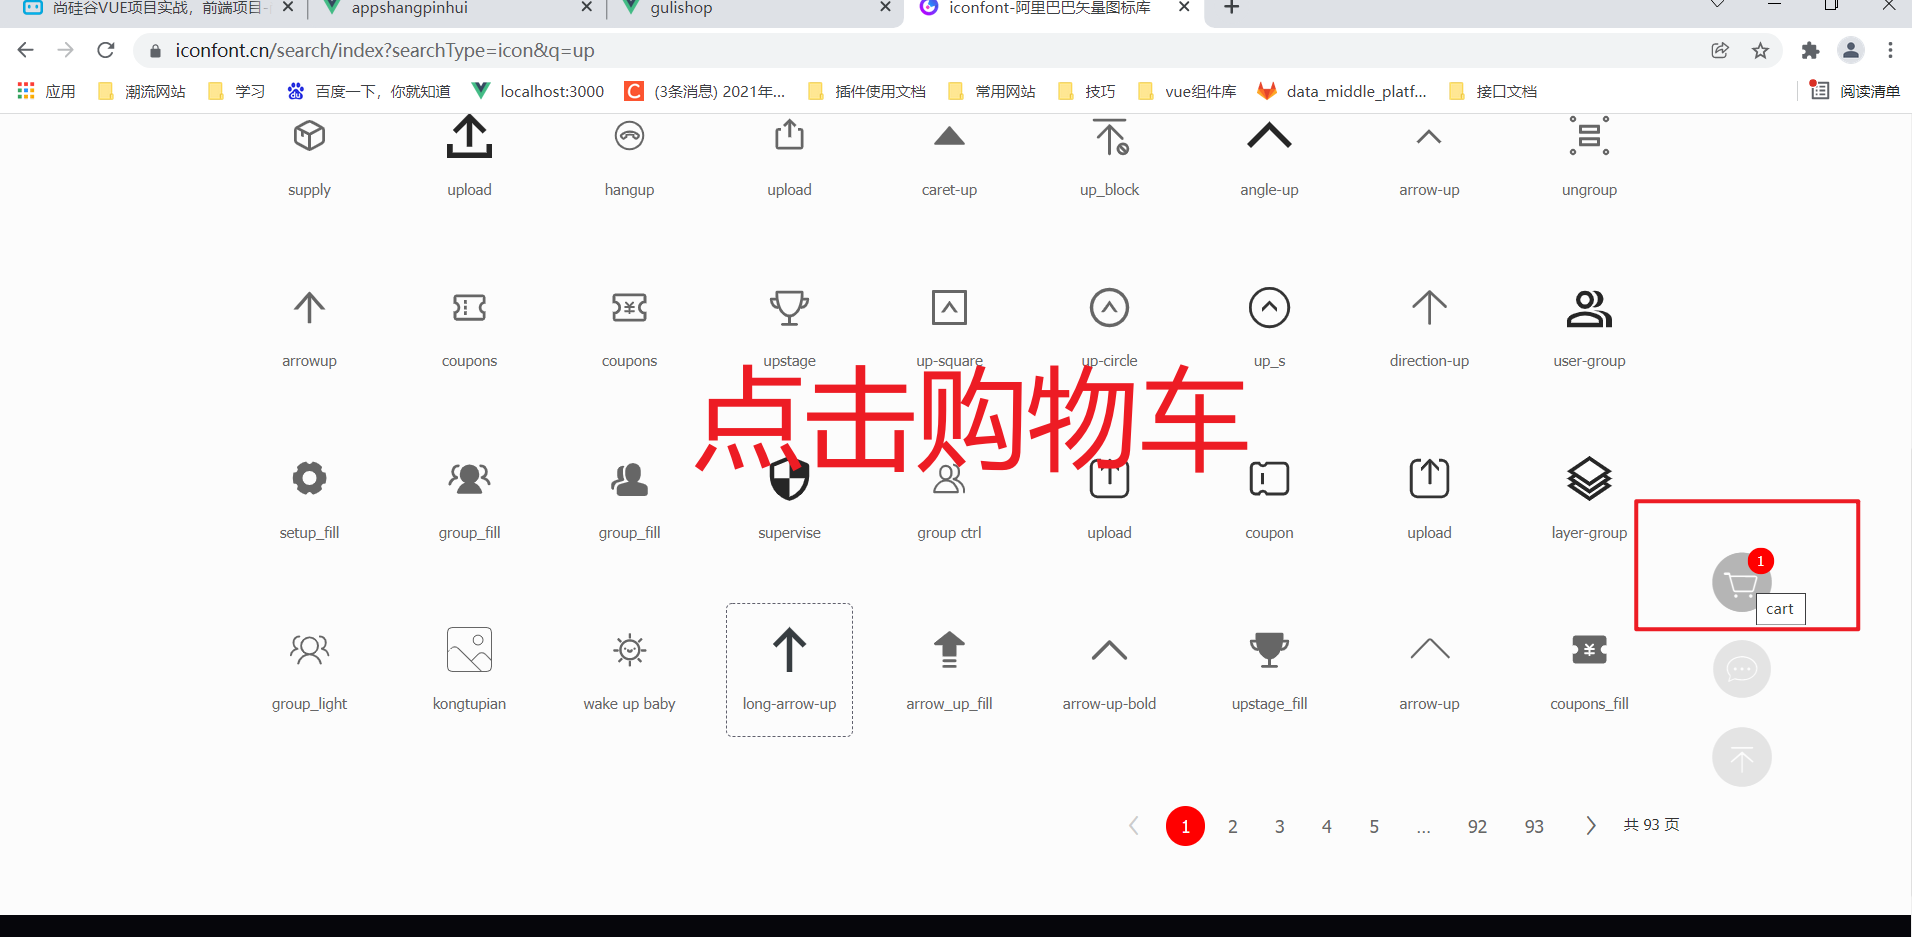 尚硅谷VUE项目实战，前端项目-
appshangpinhui
gulishop
iconfont-阿里巴巴矢量图标库
iconfont.cn/search/index?searchType=icon&q=up
应用 潮流网站 学习 百度一下，你就知道 localhost:3000 (3条消息) 2021年... 插件使用文档 常用网站 技巧 vue组件库 data_middle_platf... 接口文档 阅读清单
supply upload hangup upload caret-up up_block angle-up arrow-up ungroup
arrowup coupons coupons upstage up-square up-circle up_s direction-up user-group
点击购物车
setup_fill group_fill group_fill supervise group ctrl upload coupon upload layer-group
1
cart
group_light kongtupian wake up baby long-arrow-up arrow_up_fill arrow-up-bold upstage_fill arrow-up coupons_fill
1 2 3 4 5 ... 92 93 共 93 页